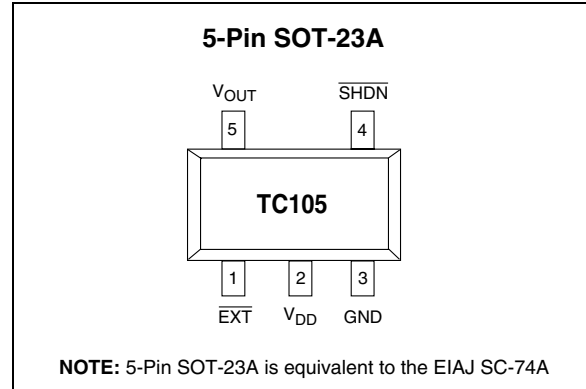 5-Pin SOT-23A
VOUT SHDN
5 4
TC105
1 2 3
EXT VDD GND
NOTE: 5-Pin SOT-23A is equivalent to the EIAJ SC-74A